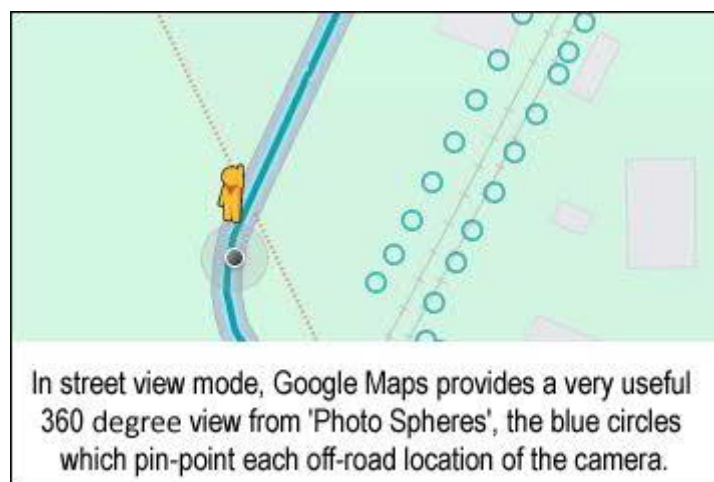 In street view mode, Google Maps provides a very useful
360 degree view from 'Photo Spheres', the blue circles
which pin-point each off-road location of the camera.